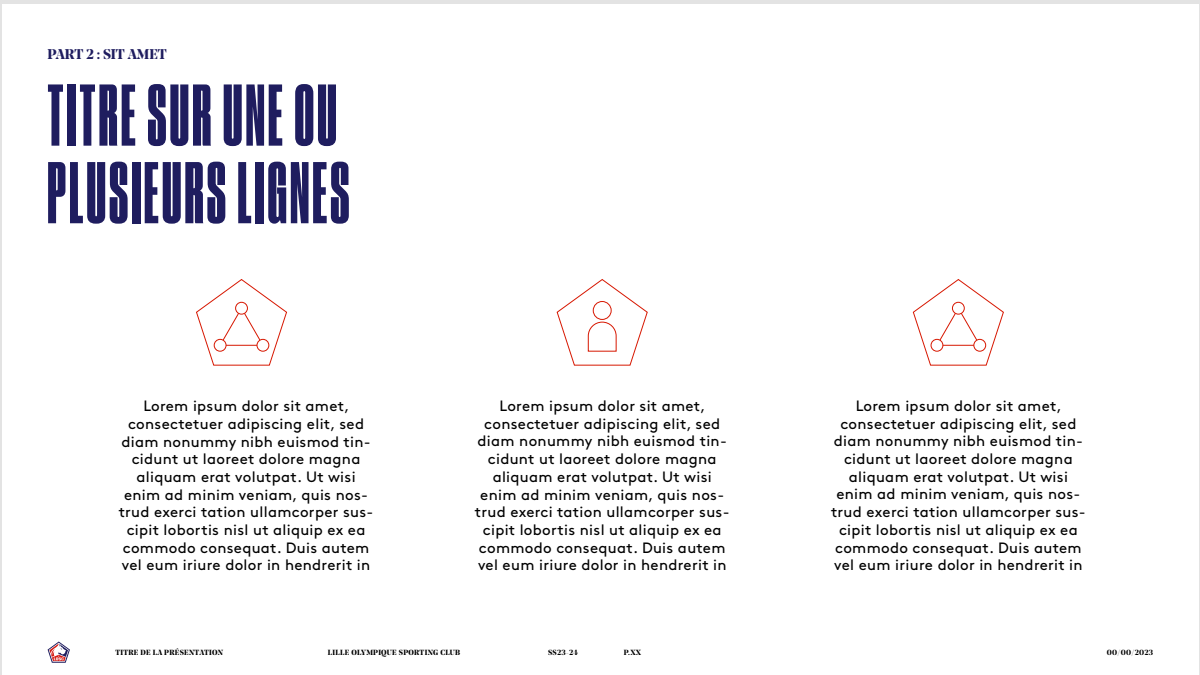 PART 2 : SIT AMET
TITRE SUR UNE OU
PLUSIEURS LIGNES
Lorem ipsum dolor sit amet,
consectetuer adipiscing elit, sed
diam nonummy nibh euismod tin-
cidunt ut laoreet dolore magna
aliquam erat volutpat. Ut wisi
enim ad minim veniam, quis nos-
trud exerci tation ullamcorper sus-
cipit lobortis nisl ut aliquip ex ea
commodo consequat. Duis autem
vel eum iriure dolor in hendrerit in
Lorem ipsum dolor sit amet,
consectetuer adipiscing elit, sed
diam nonummy nibh euismod tin-
cidunt ut laoreet dolore magna
aliquam erat volutpat. Ut wisi
enim ad minim veniam, quis nos-
trud exerci tation ullamcorper sus-
cipit lobortis nisl ut aliquip ex ea
commodo consequat. Duis autem
vel eum iriure dolor in hendrerit in
Lorem ipsum dolor sit amet,
consectetuer adipiscing elit, sed
diam nonummy nibh euismod tin-
cidunt ut laoreet dolore magna
aliquam erat volutpat. Ut wisi
enim ad minim veniam, quis nos-
trud exerci tation ullamcorper sus-
cipit lobortis nisl ut aliquip ex ea
commodo consequat. Duis autem
vel eum iriure dolor in hendrerit in
TITRE DE LA PRÉSENTATION LILLE OLYMPIQUE SPORTING CLUB SS23-24 P.XX 00/00/2023